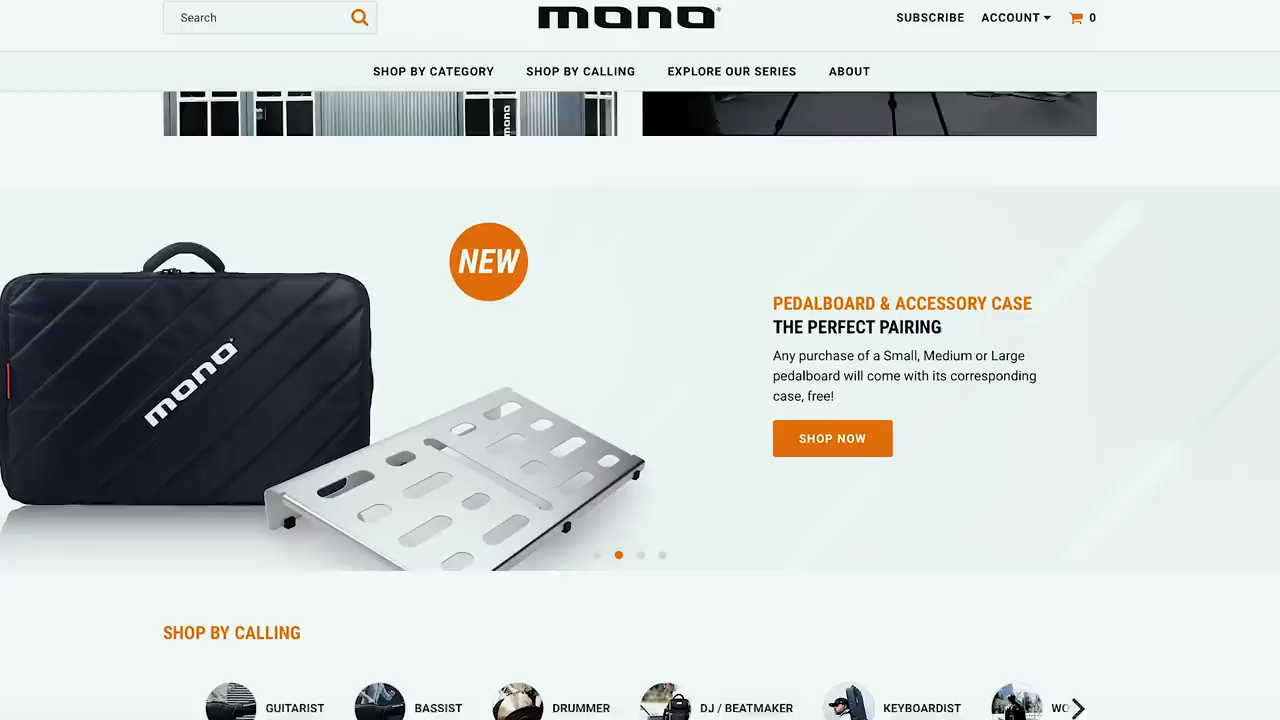 Search
mono
SUBSCRIBE
ACCOUNT
0
SHOP BY CATEGORY
SHOP BY CALLING
EXPLORE OUR SERIES
ABOUT
mono
NEW
mono
PEDALBOARD & ACCESSORY CASE
THE PERFECT PAIRING
Any purchase of a Small, Medium or Large
pedalboard will come with its corresponding
case, free!
SHOP NOW
SHOP BY CALLING
GUITARIST
BASSIST
DRUMMER
DJ / BEATMAKER
KEYBOARDIST
WO